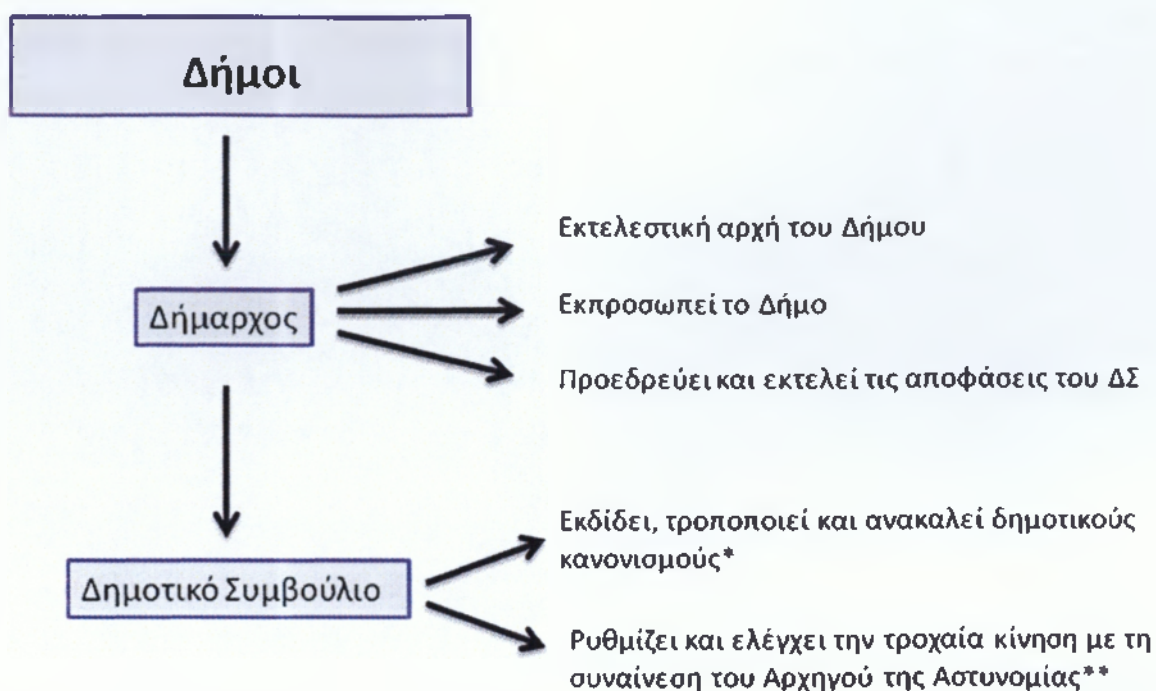 Δήμοι
Εκτελεστική αρχή του Δήμου
Δήμαρχος
Εκπροσωπεί το Δήμο
Προεδρεύει και εκτελεί τις αποφάσεις του ΔΣ
Εκδίδει, τροποποιεί και ανακαλεί δημοτικούς
κανονισμούς*
Δημοτικό Συμβούλιο
Ρυθμίζει και ελέγχει την τροχαία κίνηση με τη
συναίνεση του Αρχηγού της Αστυνομίας**